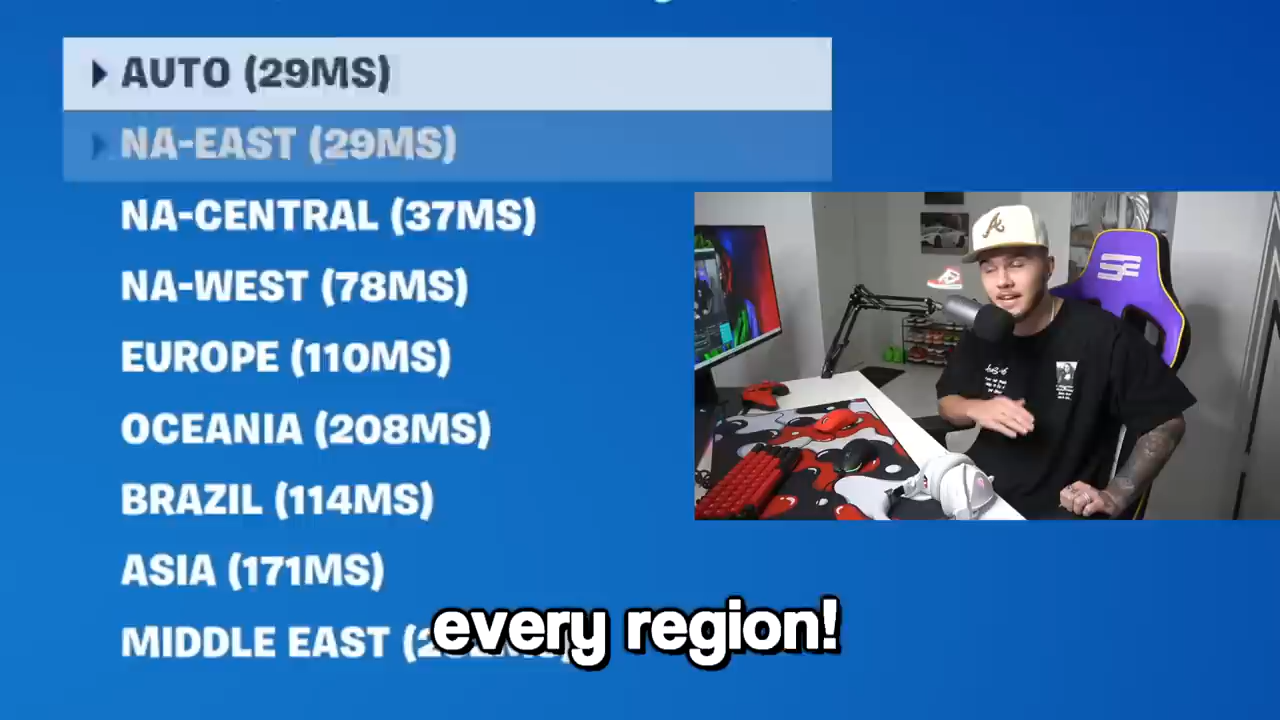 AUTO (29MS)
NA-EAST (29MS)
NA-CENTRAL (37MS)
NA-WEST (78MS)
EUROPE (110MS)
OCEANIA (208MS)
BRAZIL (114MS)
ASIA (171MS)
MIDDLE EAST
every region!
A
SF